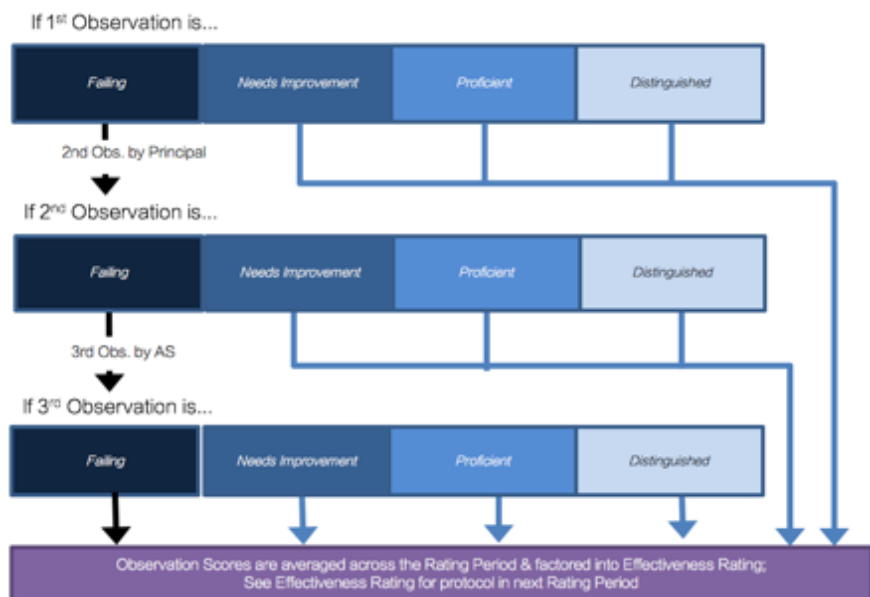 If 1st Observation is...
Failing
Needs Improvement
Proficient
Distinguished
2nd Obs. by Principal
If 2nd Observation is...
Failing
Needs Improvement
Proficient
Distinguished
3rd Obs. by AS
If 3rd Observation is...
Failing
Needs Improvement
Proficient
Distinguished
Observation Scores are averaged across the Rating Period & factored into Effectiveness Rating;
See Effectiveness Rating for protocol in next Rating Period